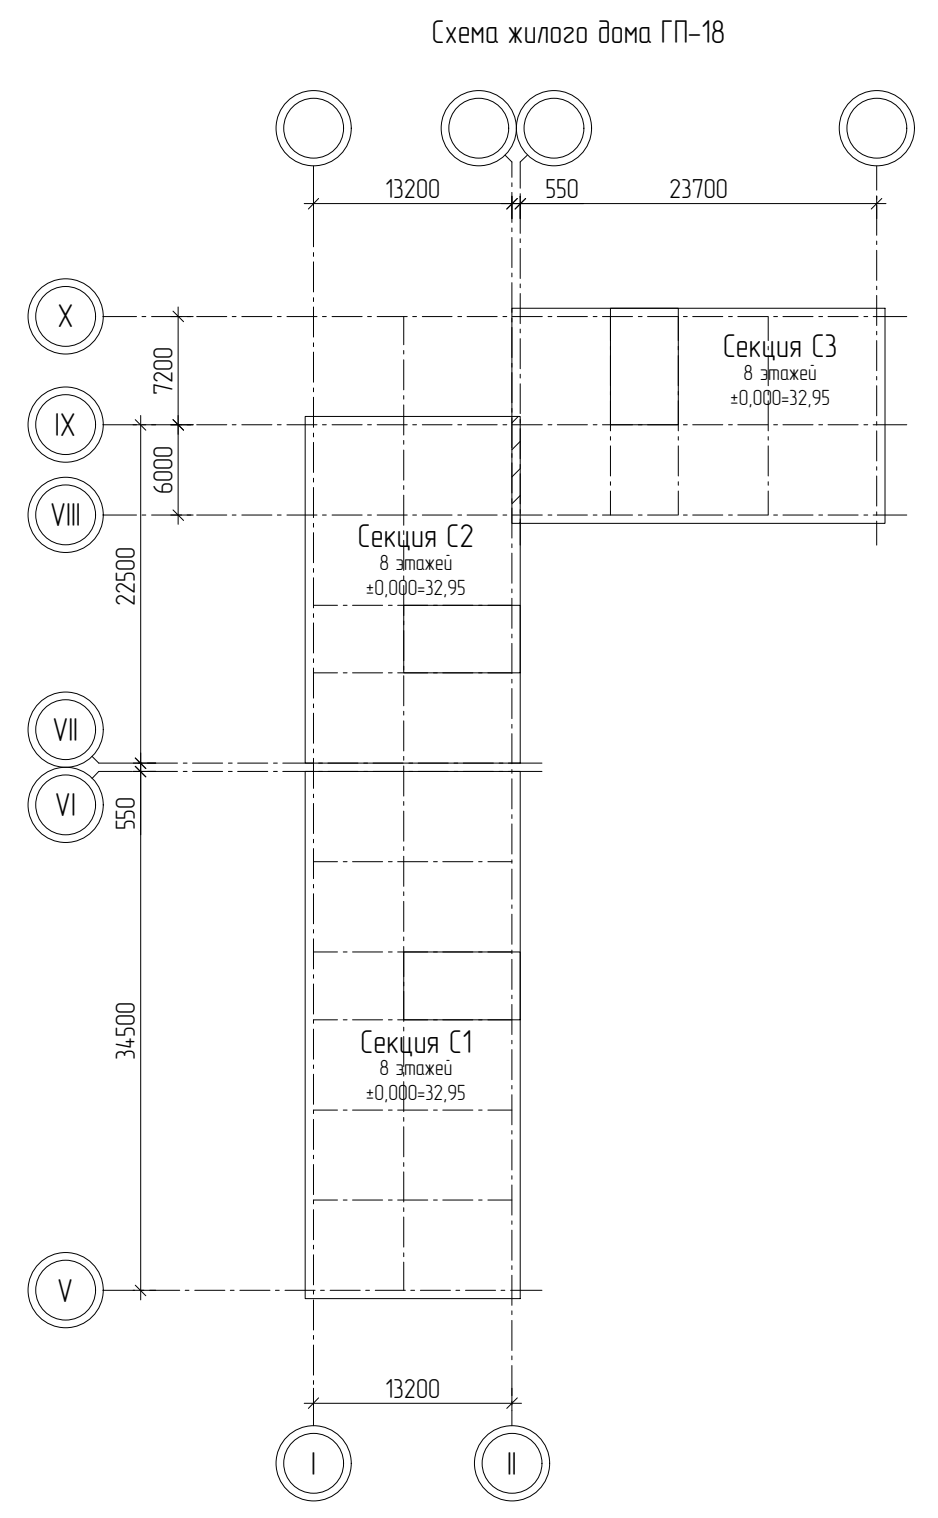 Схема жилого дома ГП-18
13200
550
23700
X
7200
Секция С3
8 этажей
±0,000=32,95
IX
6000
VIII
Секция С2
8 этажей
±0,000=32,95
22500
VII
VI
550
34500
Секция С1
8 этажей
±0,000=32,95
V
13200
I
II